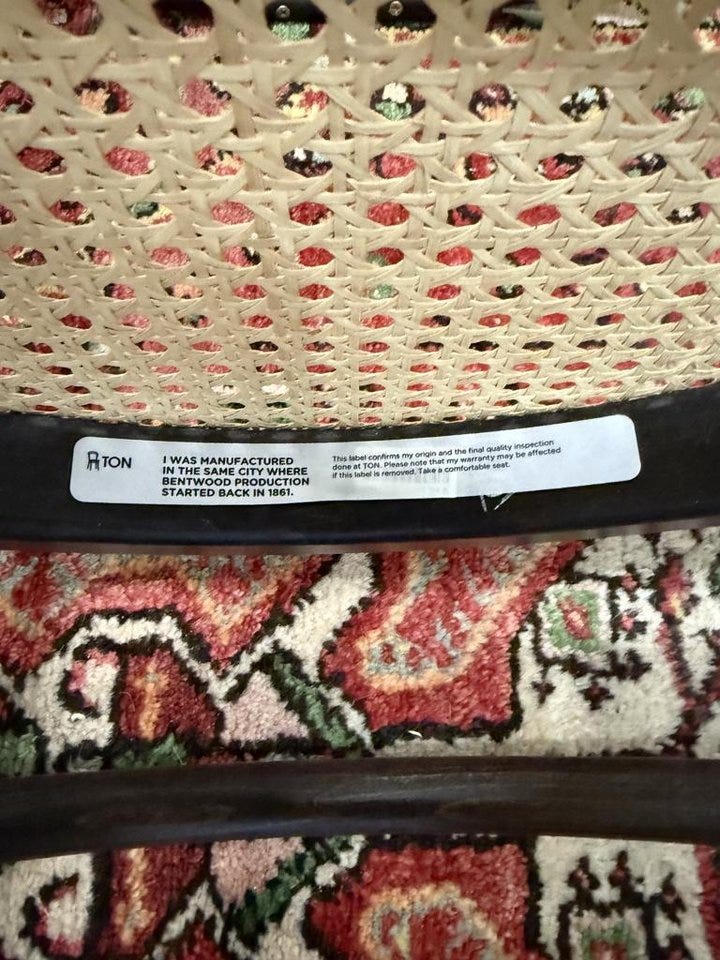 TON
I WAS MANUFACTURED
IN THE SAME CITY WHERE
BENTWOOD PRODUCTION
STARTED BACK IN 1861.
This label confirms my origin and the final quality inspection
done at TON. Please note that my warranty may be affected
if this label is removed. Take a comfortable seat.